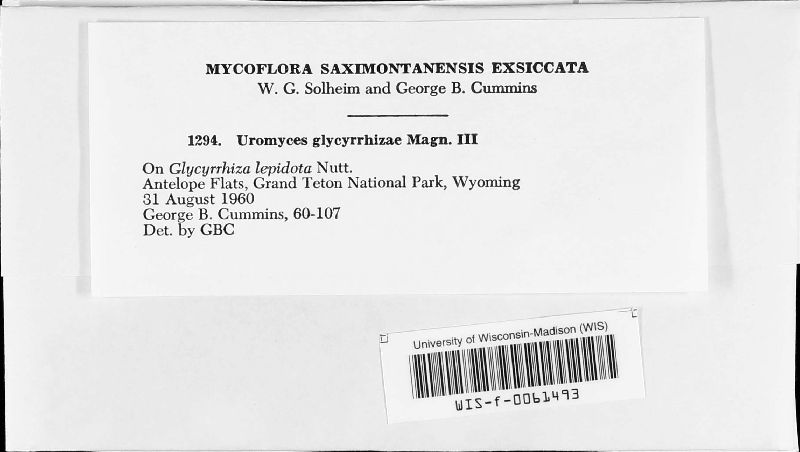 MYCOFLORA SAXIMONTANENSIS EXSICCATA
W. G. Solheim and George B. Cummins
1294. Uromyces glycyrrhizae Magn. III
On Glycyrrhiza lepidota Nutt.
Antelope Flats, Grand Teton National Park, Wyoming
31 August 1960
George B. Cummins, 60-107
Det. by GBC
University of Wisconsin-Madison (WIS)
WIS-f-0061493